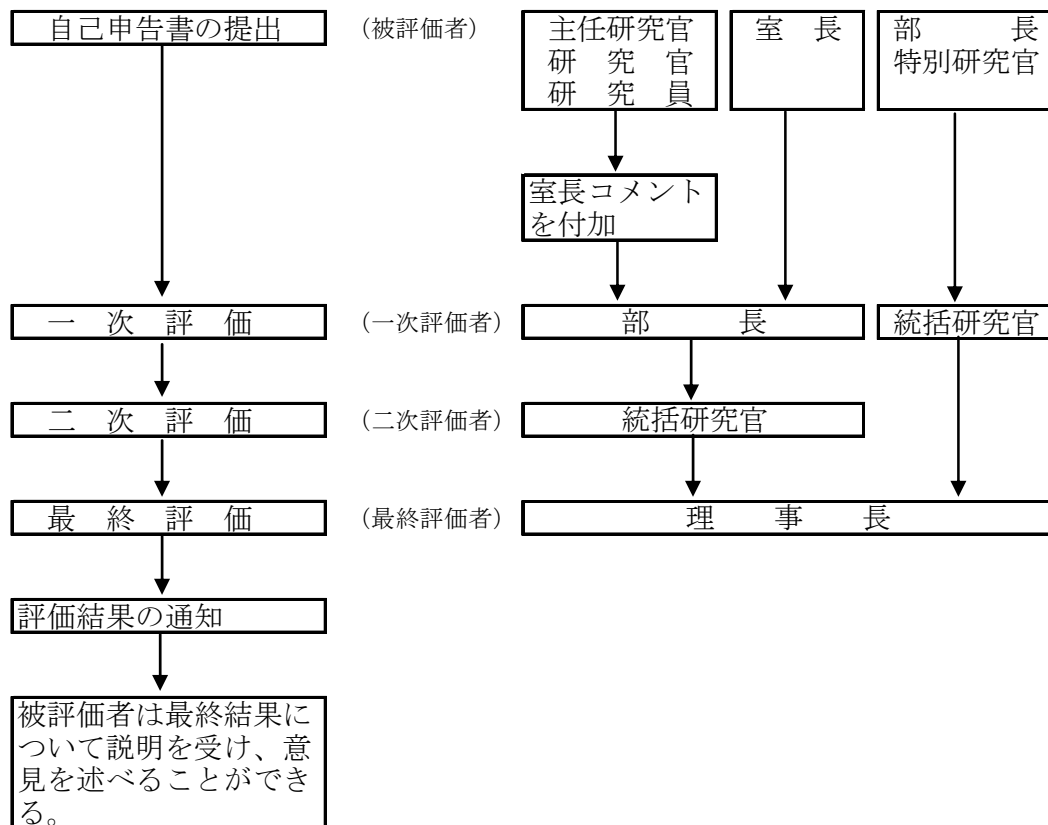 自己申告書の提出
（被評価者）
主任研究官
研　究　官
研　究　員
室　長
部　　　長
特別研究官
室長コメント
を付加
一　次　評　価
（一次評価者）
部　　　長
統括研究官
二　次　評　価
（二次評価者）
統括研究官
最　終　評　価
（最終評価者）
理　　事　　長
評価結果の通知
被評価者は最終結果に
ついて説明を受け、意
見を述べることができ
る。